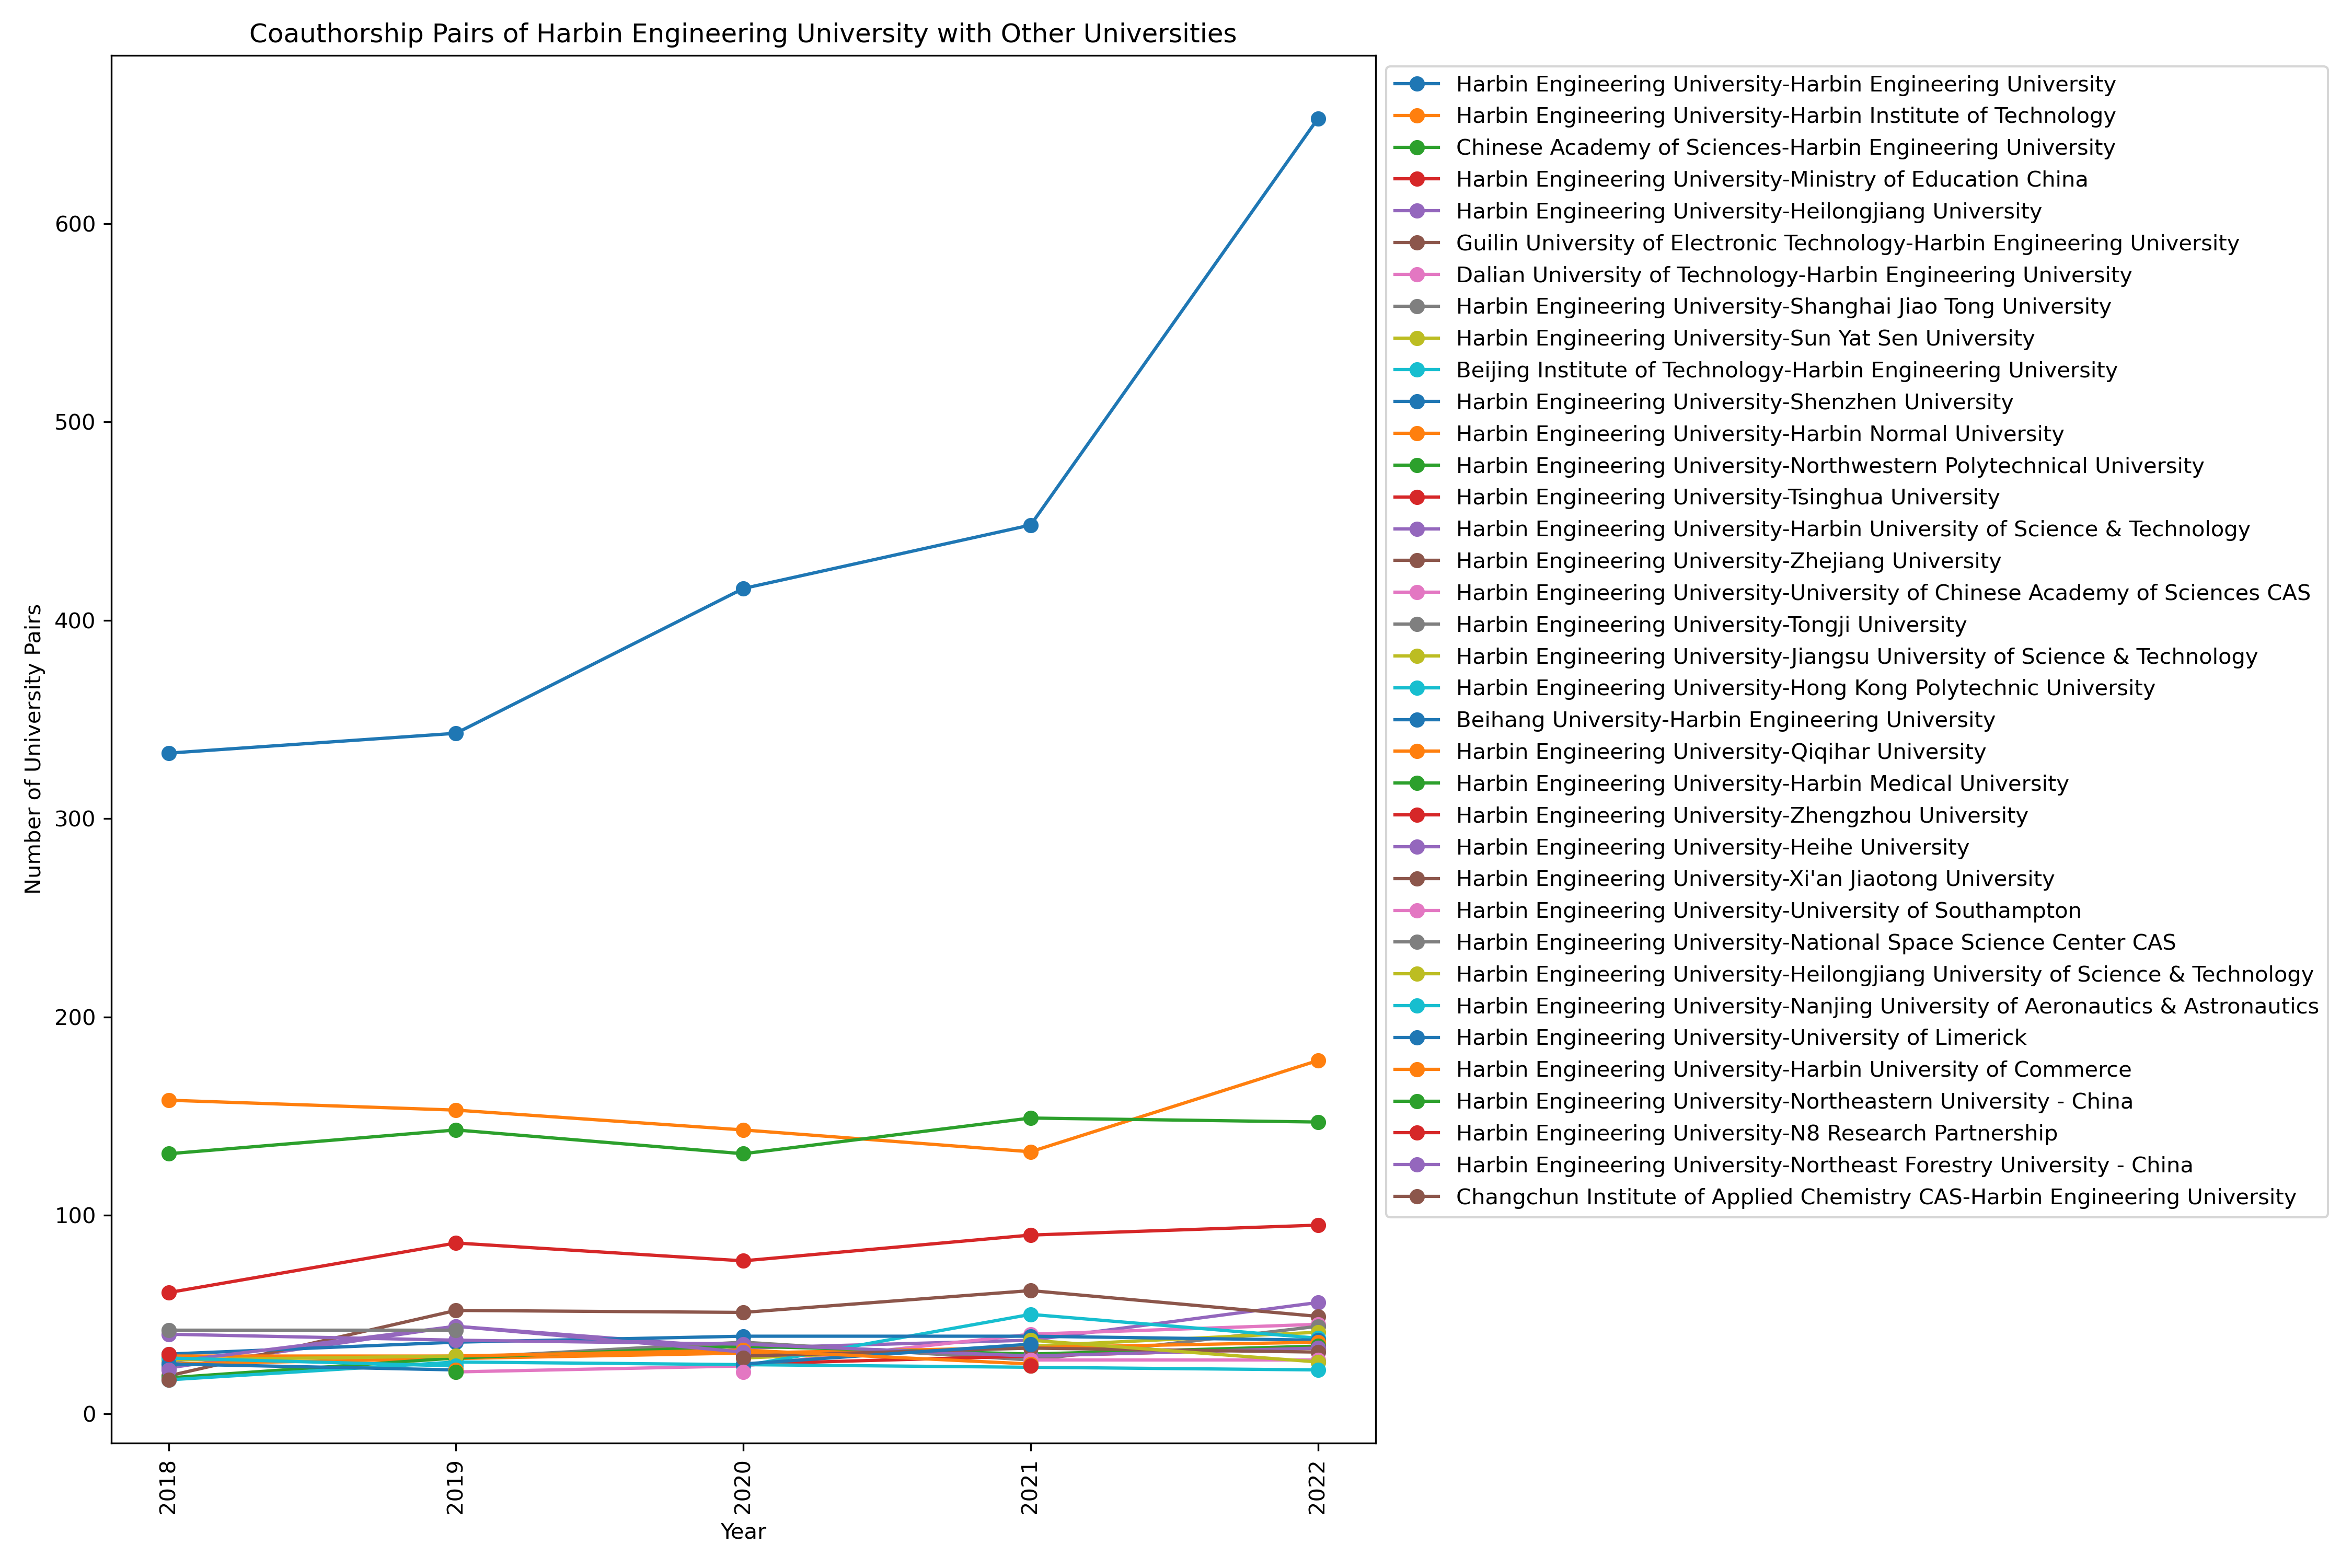 Coauthorship Pairs of Harbin Engineering University with Other Universities
Number of University Pairs
600
500
400
300
200
100
0
2018
2019
2020
2021
2022
Year
Harbin Engineering University-Harbin Engineering University
Harbin Engineering University-Harbin Institute of Technology
Chinese Academy of Sciences-Harbin Engineering University
Harbin Engineering University-Ministry of Education China
Harbin Engineering University-Heilongjiang University
Guilin University of Electronic Technology-Harbin Engineering University
Dalian University of Technology-Harbin Engineering University
Harbin Engineering University-Shanghai Jiao Tong University
Harbin Engineering University-Sun Yat Sen University
Beijing Institute of Technology-Harbin Engineering University
Harbin Engineering University-Shenzhen University
Harbin Engineering University-Harbin Normal University
Harbin Engineering University-Northwestern Polytechnical University
Harbin Engineering University-Tsinghua University
Harbin Engineering University-Harbin University of Science & Technology
Harbin Engineering University-Zhejiang University
Harbin Engineering University-University of Chinese Academy of Sciences CAS
Harbin Engineering University-Tongji University
Harbin Engineering University-Jiangsu University of Science & Technology
Harbin Engineering University-Hong Kong Polytechnic University
Beihang University-Harbin Engineering University
Harbin Engineering University-Qiqihar University
Harbin Engineering University-Harbin Medical University
Harbin Engineering University-Zhengzhou University
Harbin Engineering University-Heihe University
Harbin Engineering University-Xi'an Jiaotong University
Harbin Engineering University-University of Southampton
Harbin Engineering University-National Space Science Center CAS
Harbin Engineering University-Heilongjiang University of Science & Technology
Harbin Engineering University-Nanjing University of Aeronautics & Astronautics
Harbin Engineering University-University of Limerick
Harbin Engineering University-Harbin University of Commerce
Harbin Engineering University-Northeastern University - China
Harbin Engineering University-N8 Research Partnership
Harbin Engineering University-Northeast Forestry University - China
Changchun Institute of Applied Chemistry CAS-Harbin Engineering University